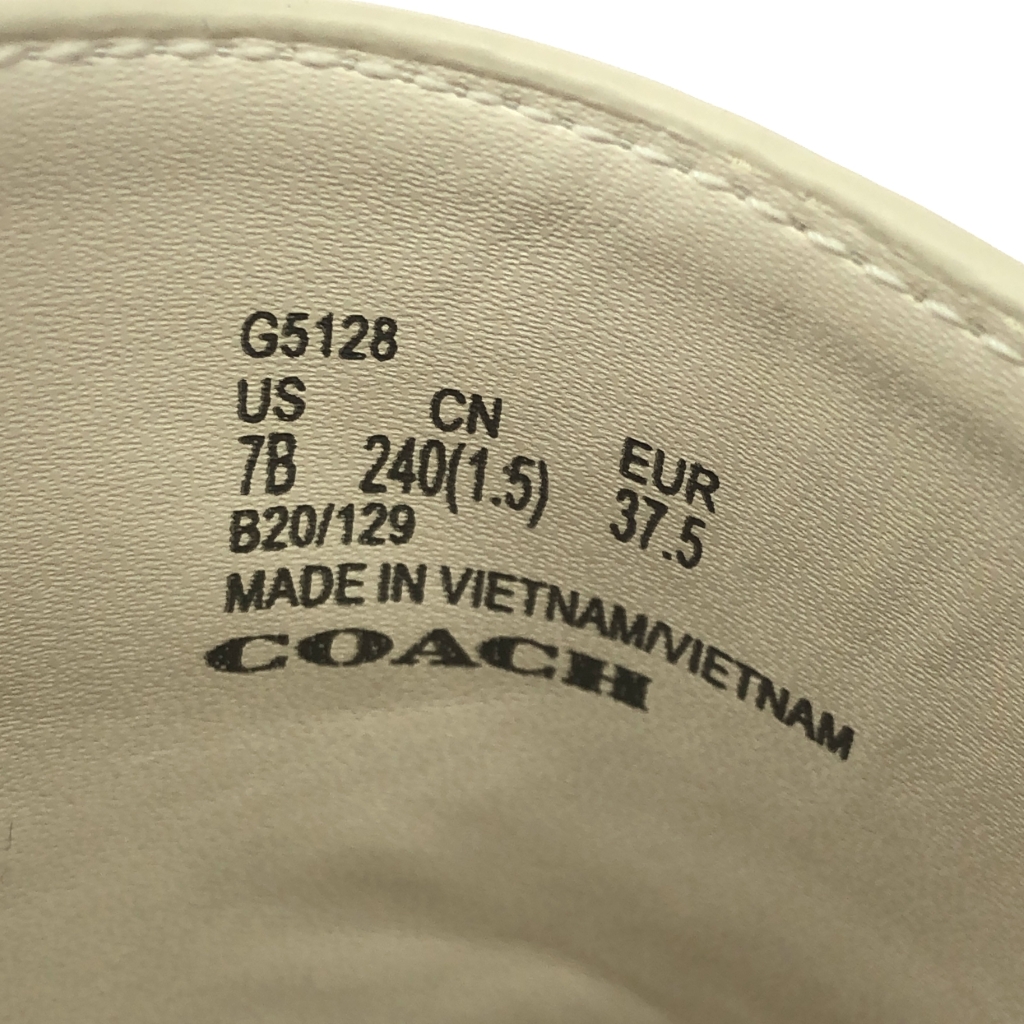 G5128
US CN EUR
7B 240(1.5) 37.5
B20/129
MADE IN VIETNAM/VIETNAM
COACH